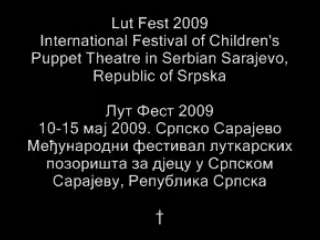 Lut Fest 2009
International Festival of Children's
Puppet Theatre in Serbian Sarajevo,
Republic of Srpska
Лут Фест 2009
10-15 мај 2009. Српско Сарајево
Међународни фестивал луткарских
позоришта за дјецу у Српском
Сарајеву, Република Српска
†